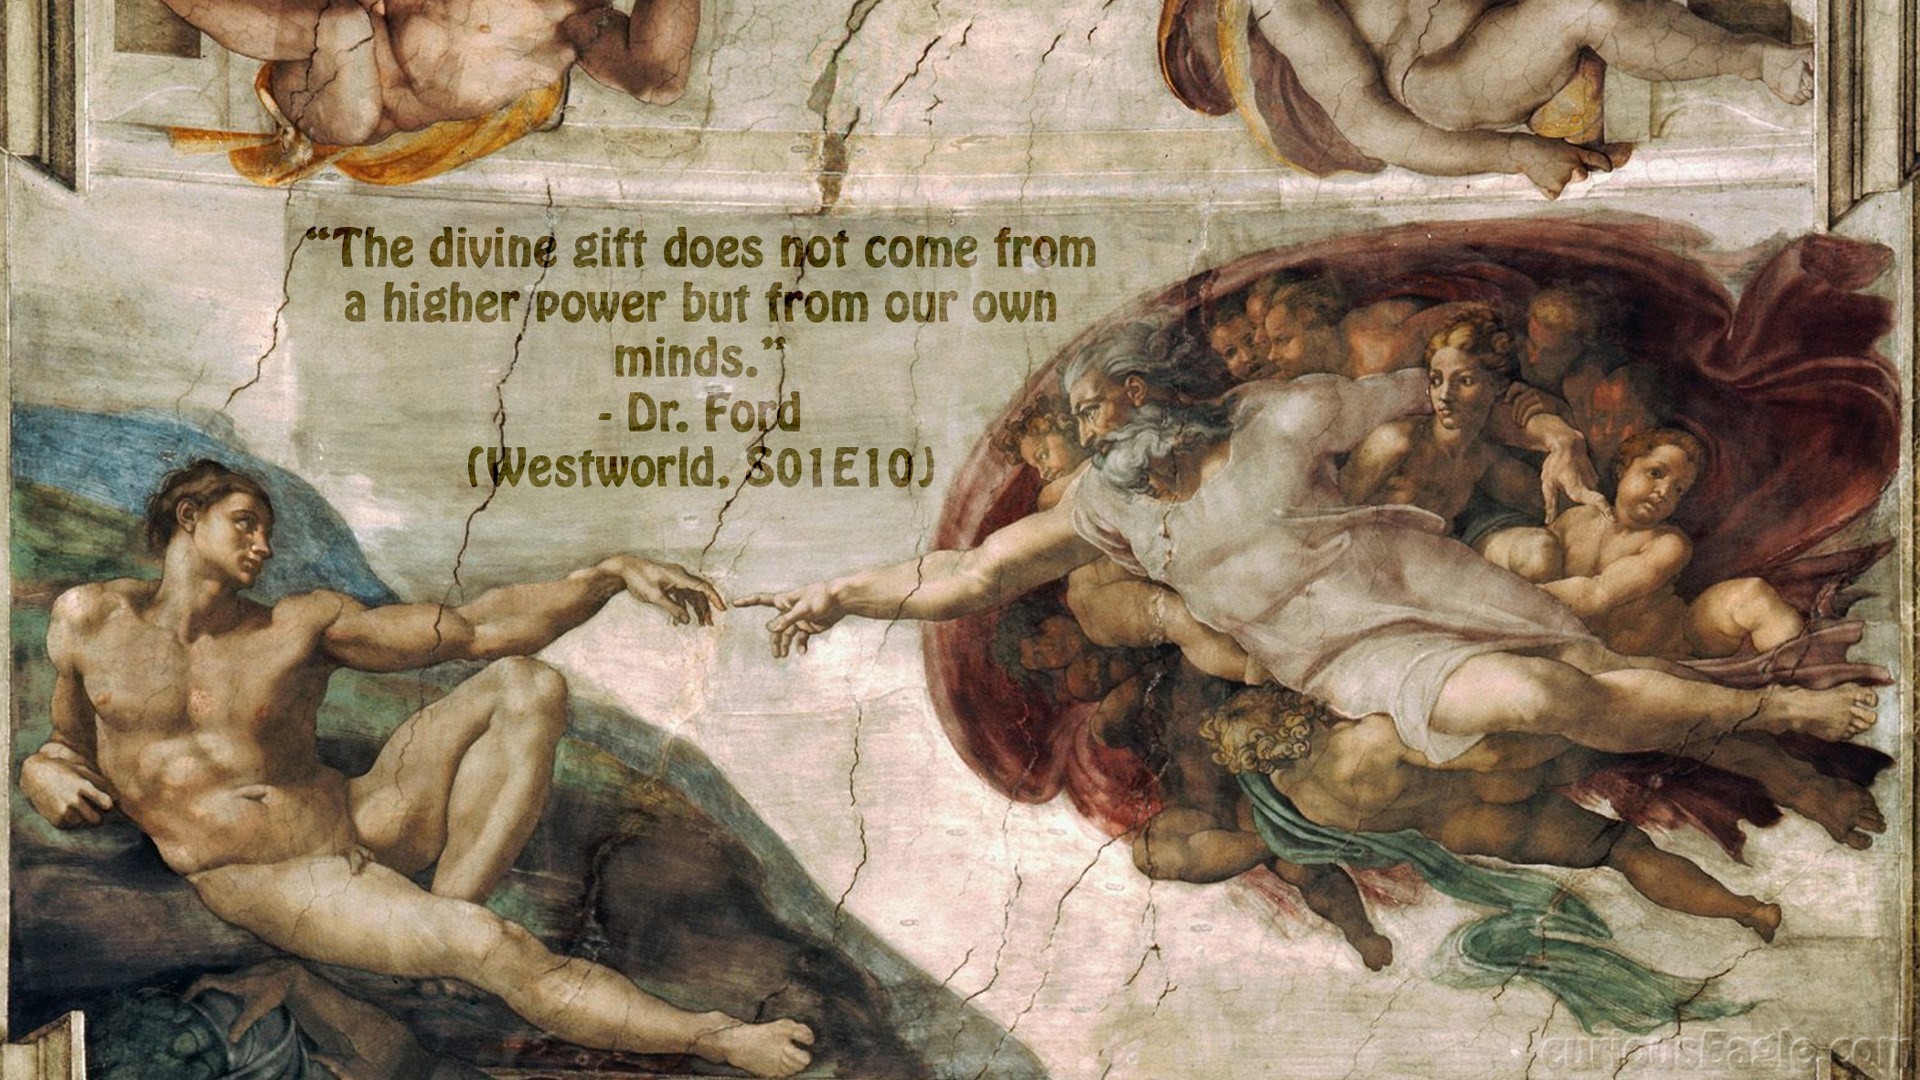 “The divine gift does not come from
a higher power but from our own
minds.”
- Dr. Ford
(Westworld, S01E10)
curiousEagle.com